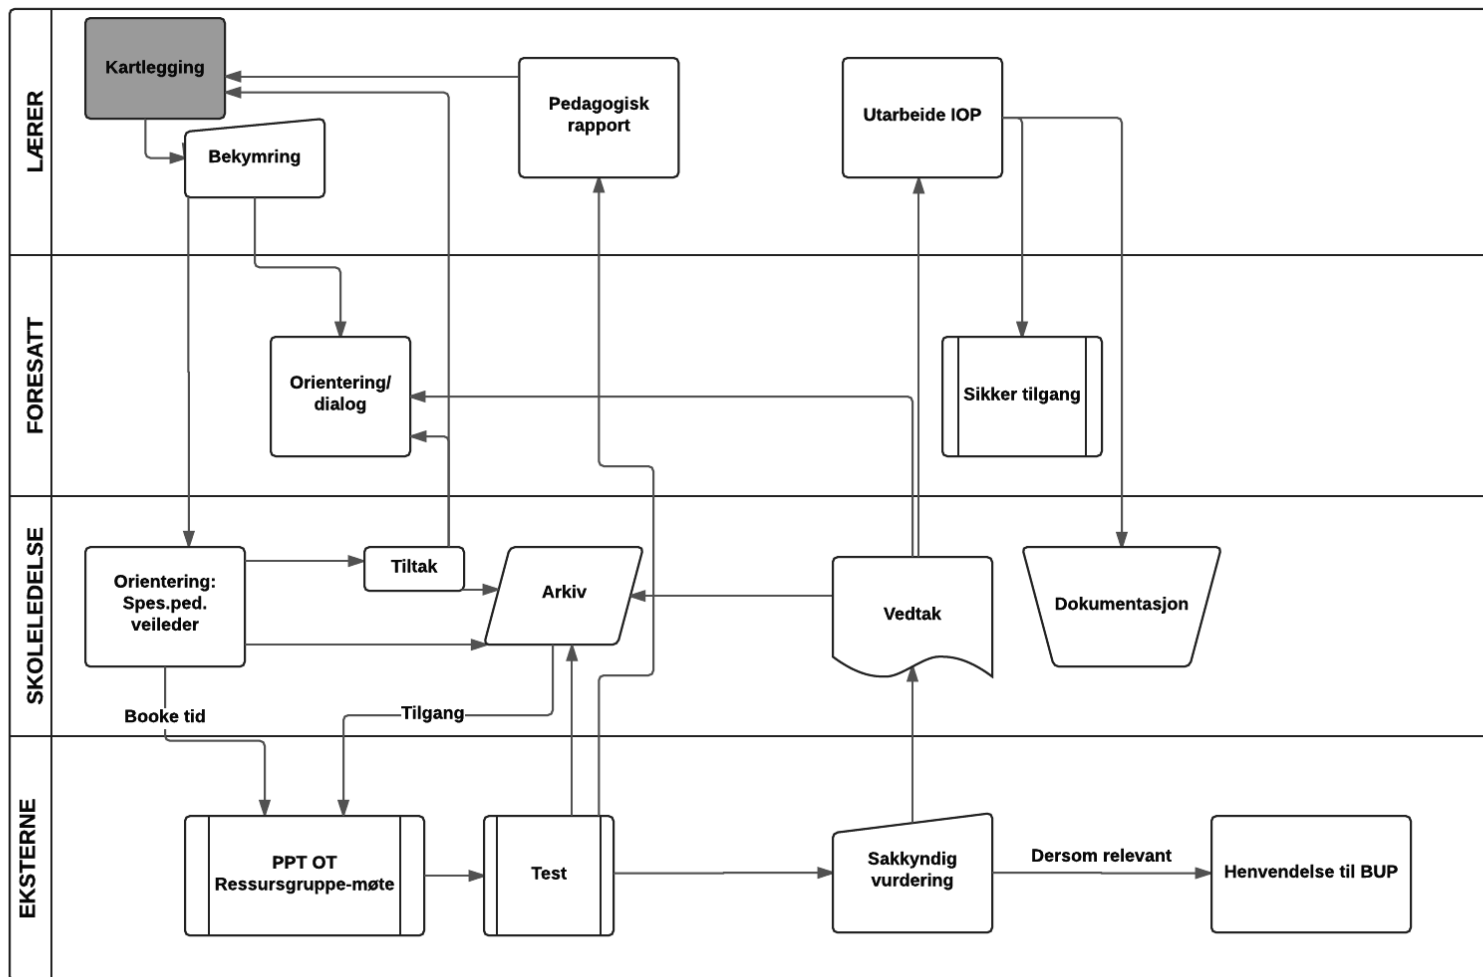 LÆRER
Kartlegging
Bekymring
Pedagogisk
rapport
Utarbeide IOP
FORESATT
Orientering/
dialog
Sikker tilgang
SKOLELEDELSE
Orientering:
Spes.ped.
veileder
Tiltak
Arkiv
Vedtak
Dokumentasjon
Booke tid
Tilgang
EKSTERNE
PPT OT
Ressursgruppe-møte
Test
Sakkyndig
vurdering
Dersom relevant
Henvendelse til BUP